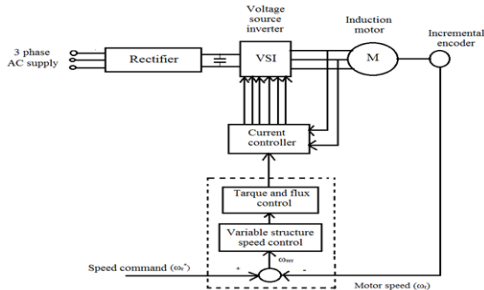 Voltage
source
inverter
Induction
motor
Incremental
encoder
3 phase
AC supply
Rectifier
VSI
M
Current
controller
Tarque and flux
control
Variable structure
speed control
Speed command (ωᵣ*)
+
-
Motor speed (ωᵣ)